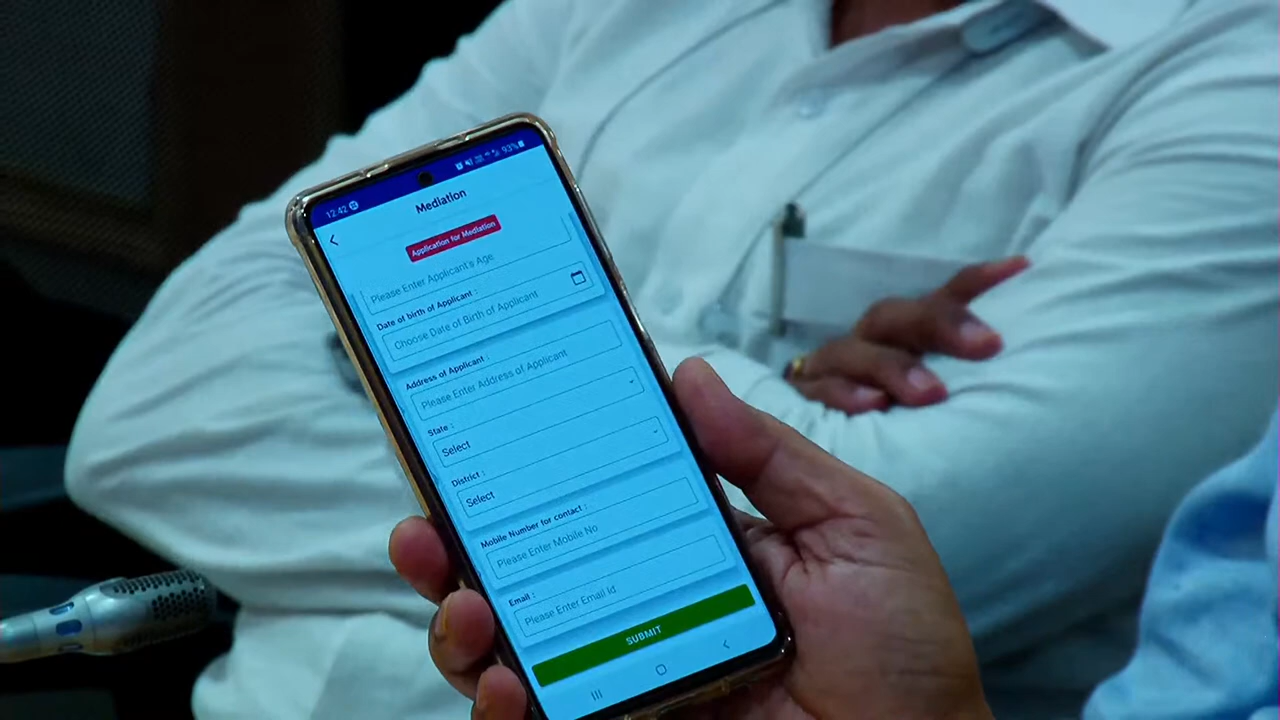 12:42
93%
Mediation
Application for Mediation
Please Enter Applicant's Age
Date of birth of Applicant :
Choose Date of Birth of Applicant
Address of Applicant :
Please Enter Address of Applicant
State :
Select
District :
Select
Mobile Number for contact :
Please Enter Mobile No
Email :
Please Enter Email Id
SUBMIT